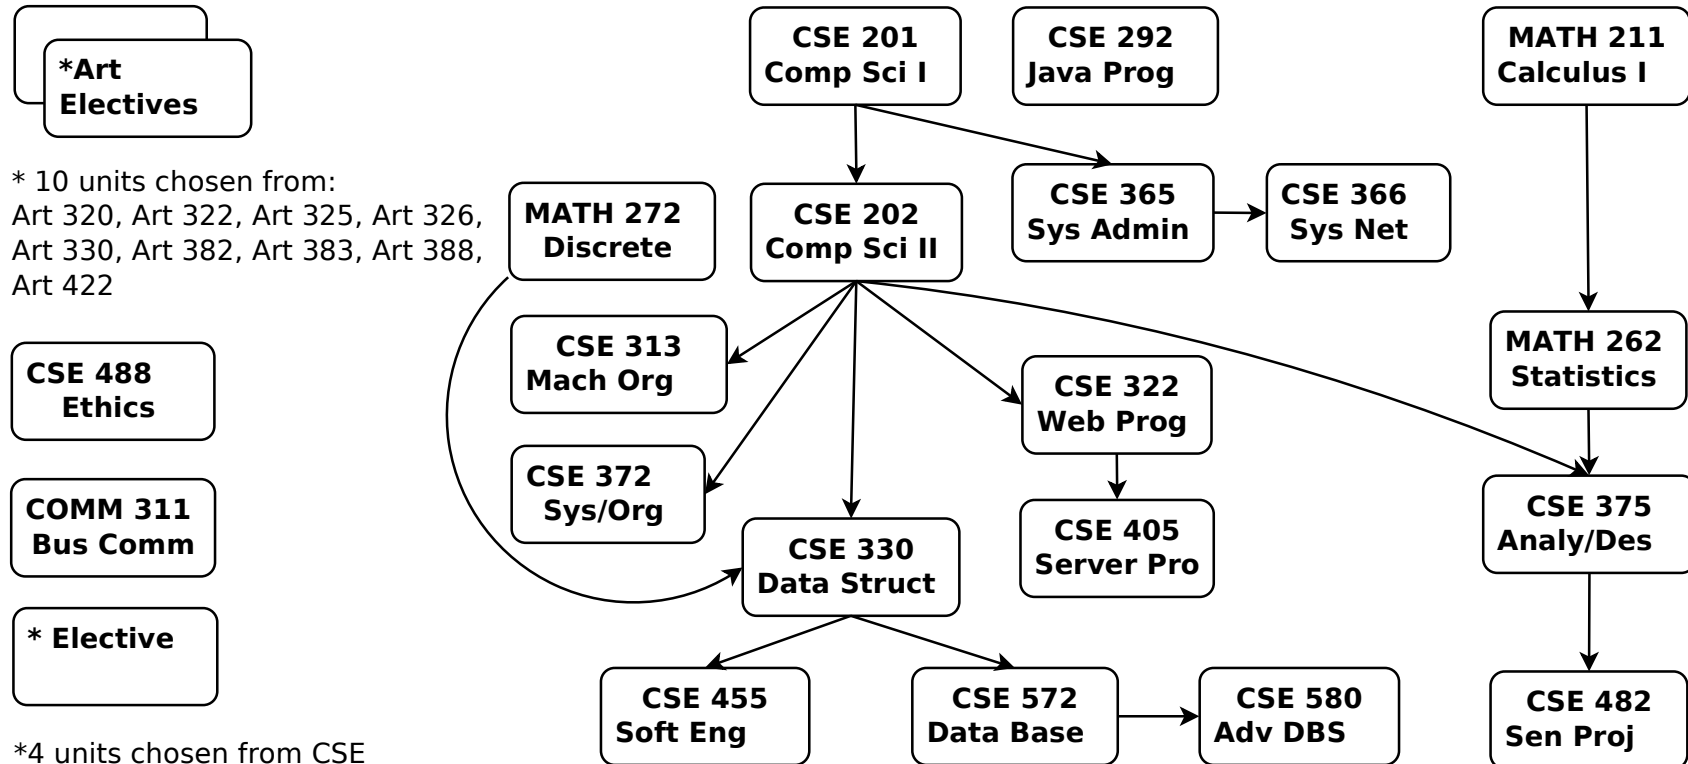 *Art
Electives
* 10 units chosen from:
Art 320, Art 322, Art 325, Art 326,
Art 330, Art 382, Art 383, Art 388,
Art 422
CSE 488
Ethics
COMM 311
Bus Comm
* Elective
*4 units chosen from CSE
CSE 201
Comp Sci I
CSE 292
Java Prog
MATH 211
Calculus I
MATH 272
Discrete
CSE 202
Comp Sci II
CSE 365
Sys Admin
CSE 366
Sys Net
CSE 313
Mach Org
CSE 322
Web Prog
MATH 262
Statistics
CSE 372
Sys/Org
CSE 330
Data Struct
CSE 405
Server Pro
CSE 375
Analy/Des
CSE 455
Soft Eng
CSE 572
Data Base
CSE 580
Adv DBS
CSE 482
Sen Proj